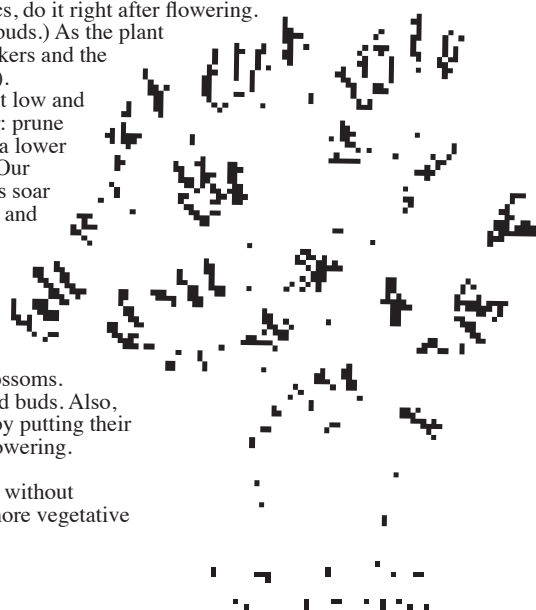 es, do it right after flowering.
buds.) As the plant
kers and the
).
t low and
: prune
a lower
Our
s soar
and
ossoms.
d buds. Also,
by putting their
owering.
without
more vegetative